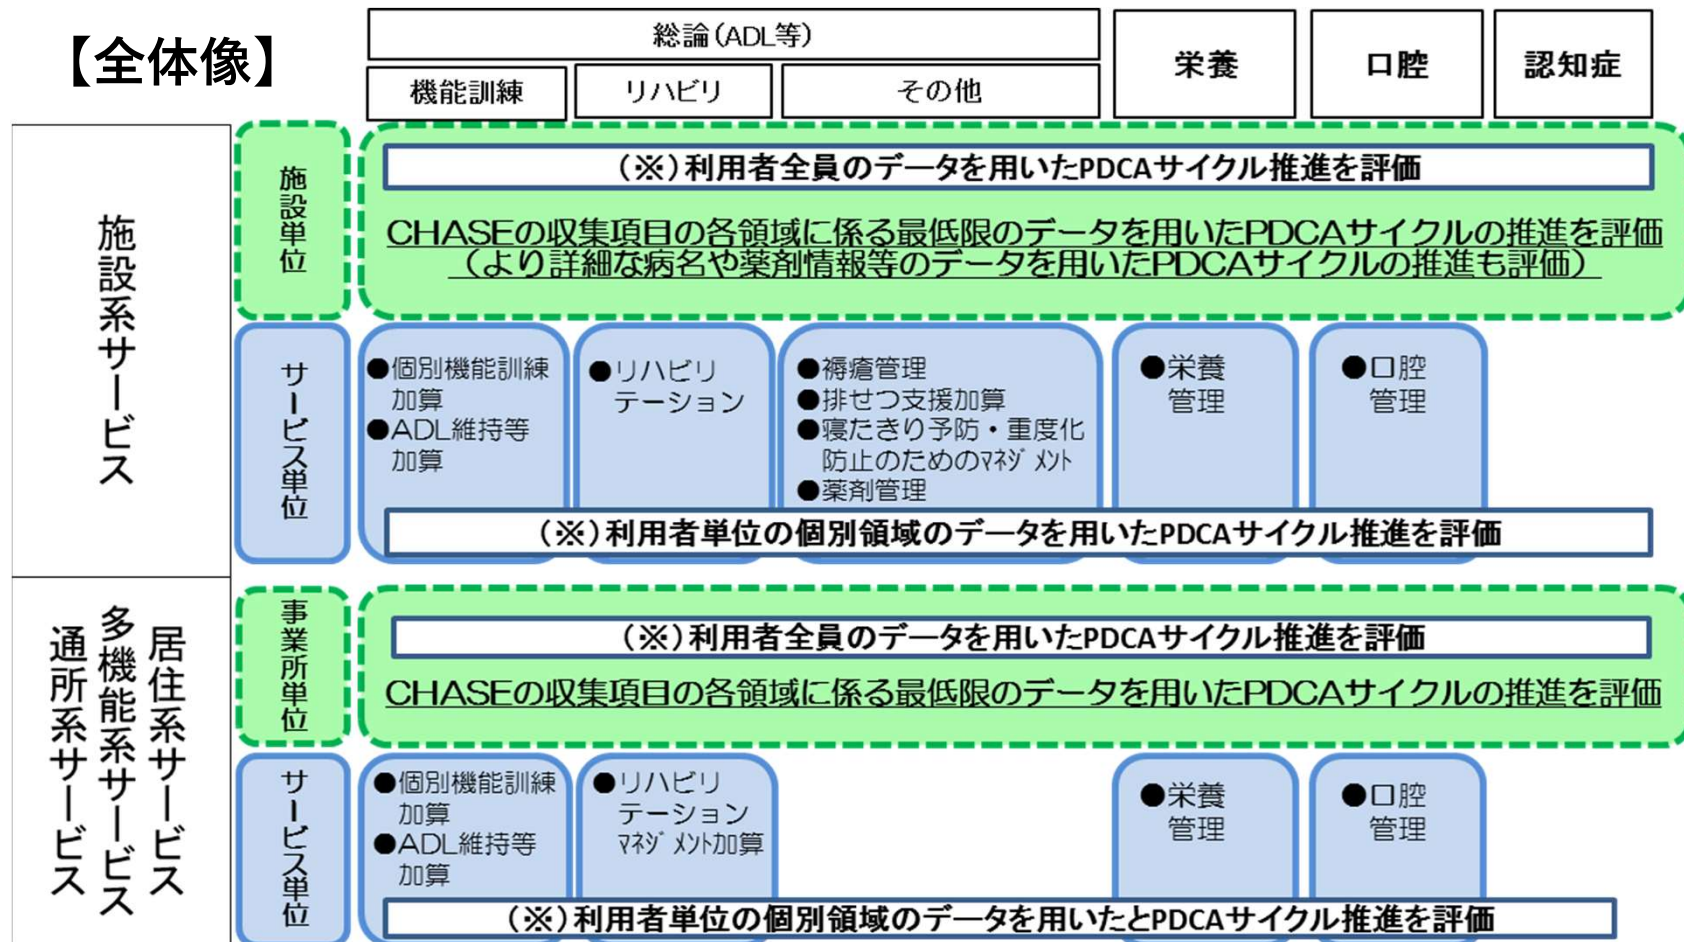 【全体像】
総論(ADL等)
機能訓練
リハビリ
その他
栄養
口腔
認知症
施設系サービス
施設単位
(※)利用者全員のデータを用いたPDCAサイクル推進を評価
CHASEの収集項目の各領域に係る最低限のデータを用いたPDCAサイクルの推進を評価
(より詳細な病名や薬剤情報等のデータを用いたPDCAサイクルの推進も評価)
サービス単位
●個別機能訓練
加算
●ADL維持等
加算
●リハビリ
テーション
●褥瘡管理
●排せつ支援加算
●寝たきり予防・重度化
防止のためのマネジメント
●薬剤管理
●栄養
管理
●口腔
管理
(※)利用者単位の個別領域のデータを用いたPDCAサイクル推進を評価
居住系サービス
多機能系サービス
通所系サービス
事業所単位
(※)利用者全員のデータを用いたPDCAサイクル推進を評価
CHASEの収集項目の各領域に係る最低限のデータを用いたPDCAサイクルの推進を評価
サービス単位
●個別機能訓練
加算
●ADL維持等
加算
●リハビリ
テーション
マネジメント加算
●栄養
管理
●口腔
管理
(※)利用者単位の個別領域のデータを用いたとPDCAサイクル推進を評価